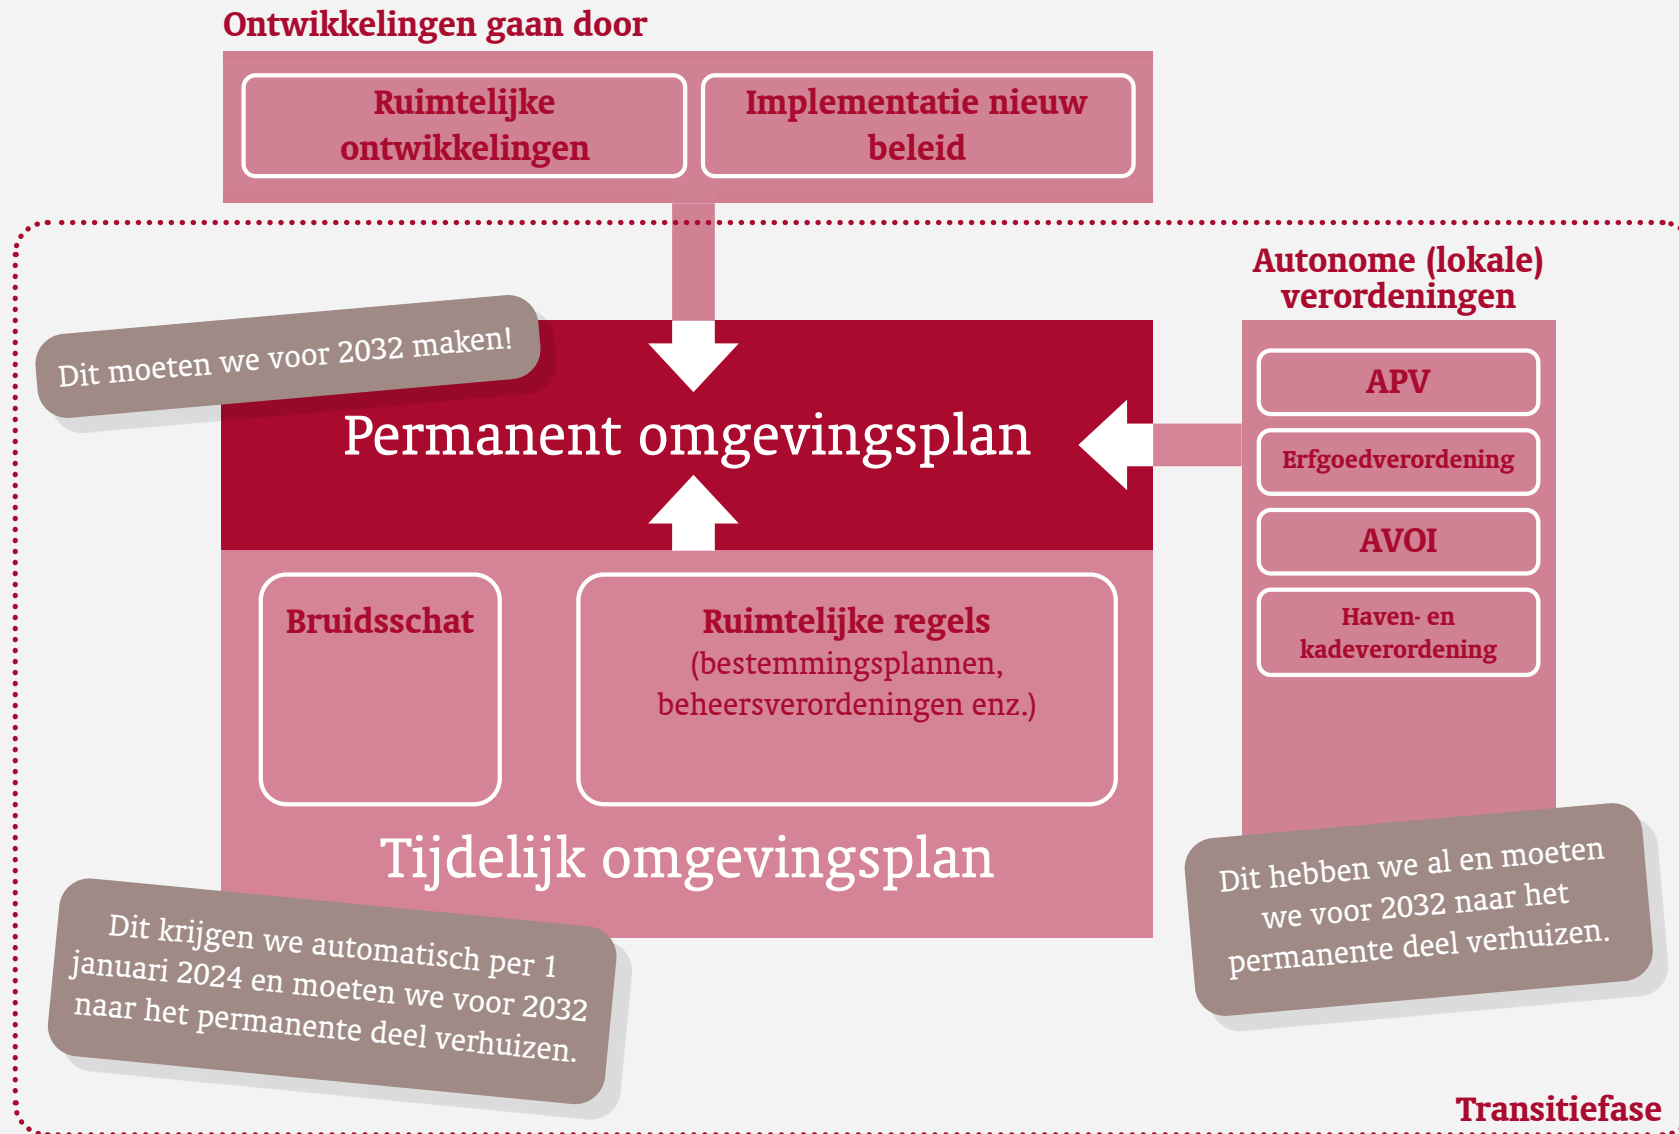 Ontwikkelingen gaan door
Ruimtelijke
ontwikkelingen
Implementatie nieuw
beleid
Autonome (lokale)
verordeningen
Dit moeten we voor 2032 maken!
Permanent omgevingsplan
APV
Erfgoedverordening
AVOI
Haven- en
kadeverordening
Bruidsschat
Ruimtelijke regels
(bestemmingsplannen,
beheersverordeningen enz.)
Tijdelijk omgevingsplan
Dit krijgen we automatisch per 1
januari 2024 en moeten we voor 2032
naar het permanente deel verhuizen.
Dit hebben we al en moeten
we voor 2032 naar het
permanente deel verhuizen.
Transitiefase